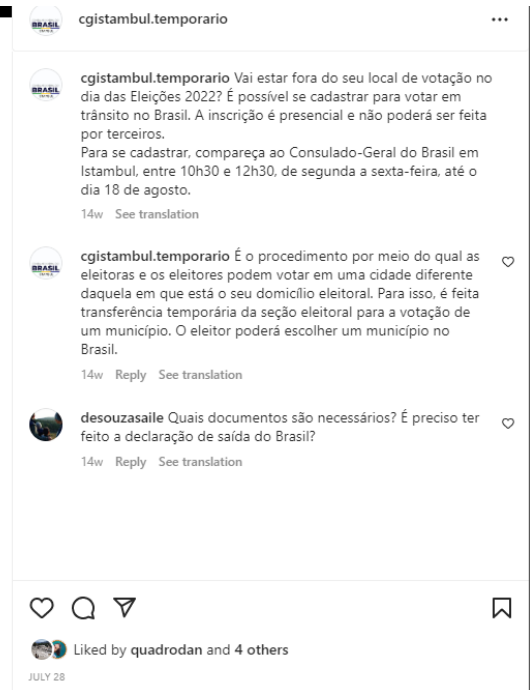 BRASIL
cgistambul.temporario
BRASIL
cgistambul.temporario Vai estar fora do seu local de votação no
dia das Eleições 2022? É possível se cadastrar para votar em
trânsito no Brasil. A inscrição é presencial e não poderá ser feita
por terceiros.
Para se cadastrar, compareça ao Consulado-Geral do Brasil em
Istambul, entre 10h30 e 12h30, de segunda a sexta-feira, até o
dia 18 de agosto.
14w See translation
BRASIL
cgistambul.temporario É o procedimento por meio do qual as
eleitoras e os eleitores podem votar em uma cidade diferente
daquela em que está o seu domicílio eleitoral. Para isso, é feita
transferência temporária da seção eleitoral para a votação de
um município. O eleitor poderá escolher um município no
Brasil.
14w Reply See translation
desouzasaile Quais documentos são necessários? É preciso ter
feito a declaração de saída do Brasil?
14w Reply See translation
Liked by quadrodan and 4 others
JULY 28